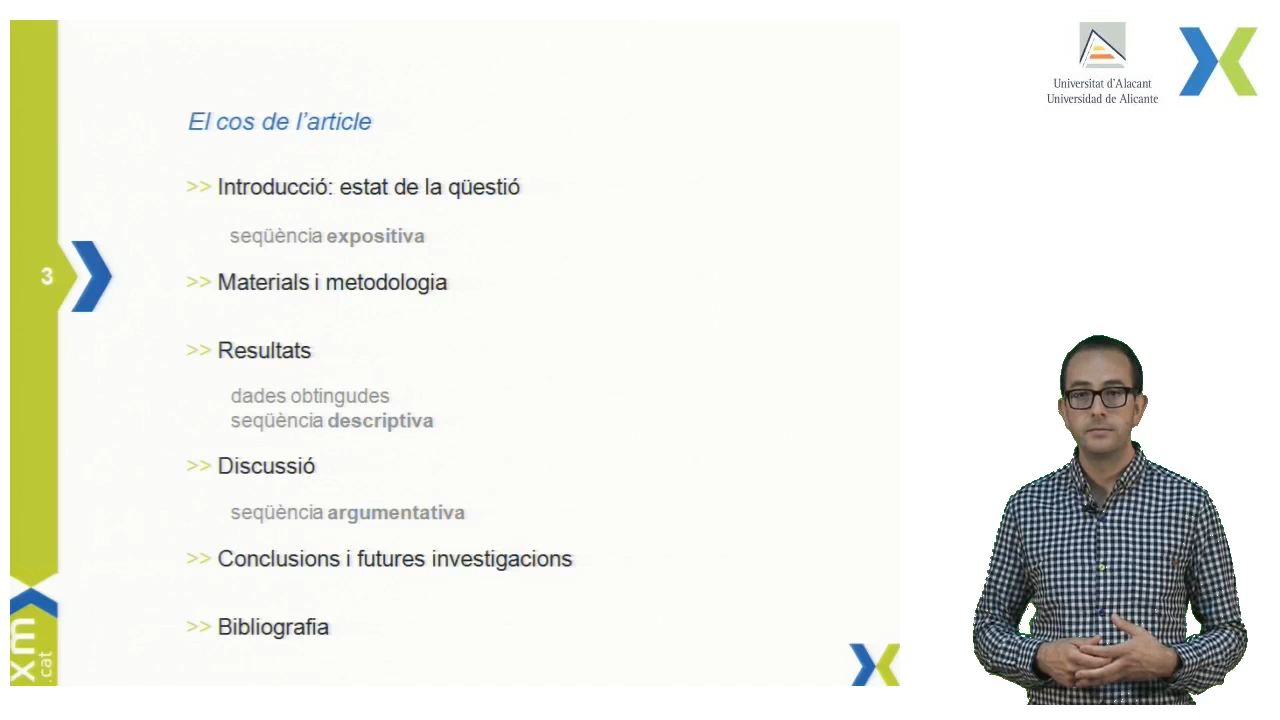 Universitat d'Alacant
Universidad de Alicante
El cos de l'article
>> Introducció: estat de la qüestió
seqüència expositiva
3
>> Materials i metodologia
>> Resultats
dades obtingudes
seqüència descriptiva
>> Discussió
seqüència argumentativa
>> Conclusions i futures investigacions
>> Bibliografia
xm
.cat